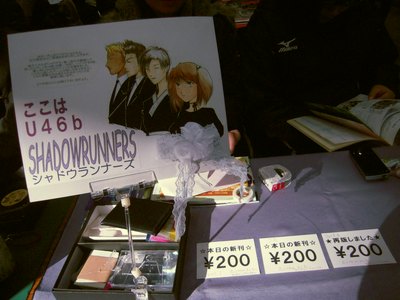 ここは
U46b
SHADOWRUNNERS
シャドウランナーズ
mizuno
☆本日の新刊☆
¥200
☆本日の新刊☆
¥200
★再版しました★
¥200